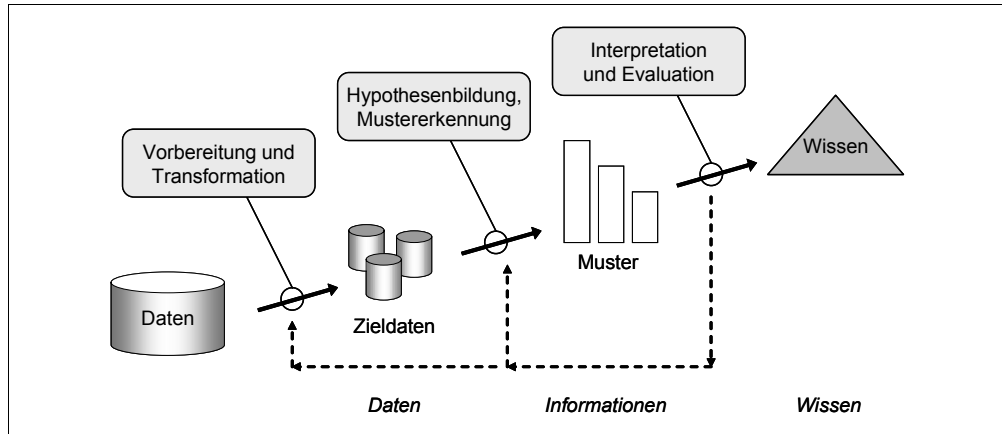 Interpretation
und Evaluation
Hypothesenbildung,
Mustererkennung
Vorbereitung und
Transformation
Wissen
Muster
Daten
Zieldaten
Daten
Informationen
Wissen